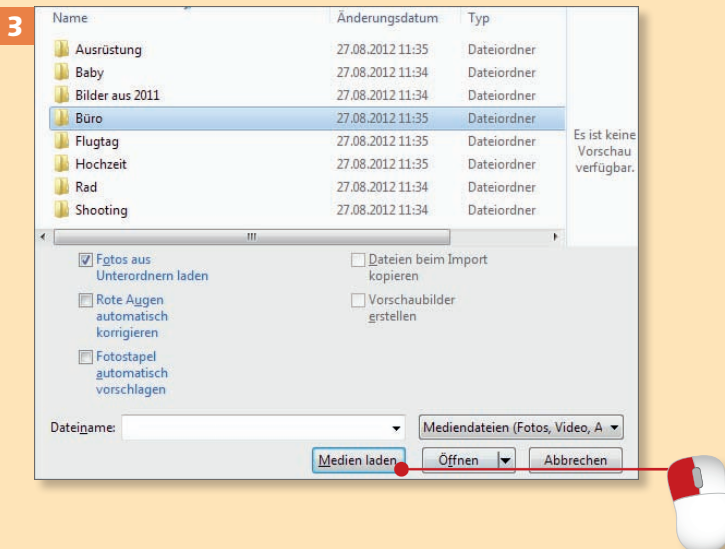 3
Name Änderungsdatum Typ
Ausrüstung 27.08.2012 11:35 Dateiordner
Baby 27.08.2012 11:34 Dateiordner
Bilder aus 2011 27.08.2012 11:34 Dateiordner
Büro 27.08.2012 11:35 Dateiordner
Flugtag 27.08.2012 11:35 Dateiordner
Hochzeit 27.08.2012 11:35 Dateiordner
Rad 27.08.2012 11:34 Dateiordner
Shooting 27.08.2012 11:34 Dateiordner
Es ist keine
Vorschau
verfügbar.
Fotos aus
Unterordnern laden
Rote Augen
automatisch
korrigieren
Fotostapel
automatisch
vorschlagen
Dateien beim Import
kopieren
Vorschaubilder
erstellen
Dateiname:
Mediendateien (Fotos, Video, A
Medien laden Öffnen Abbrechen